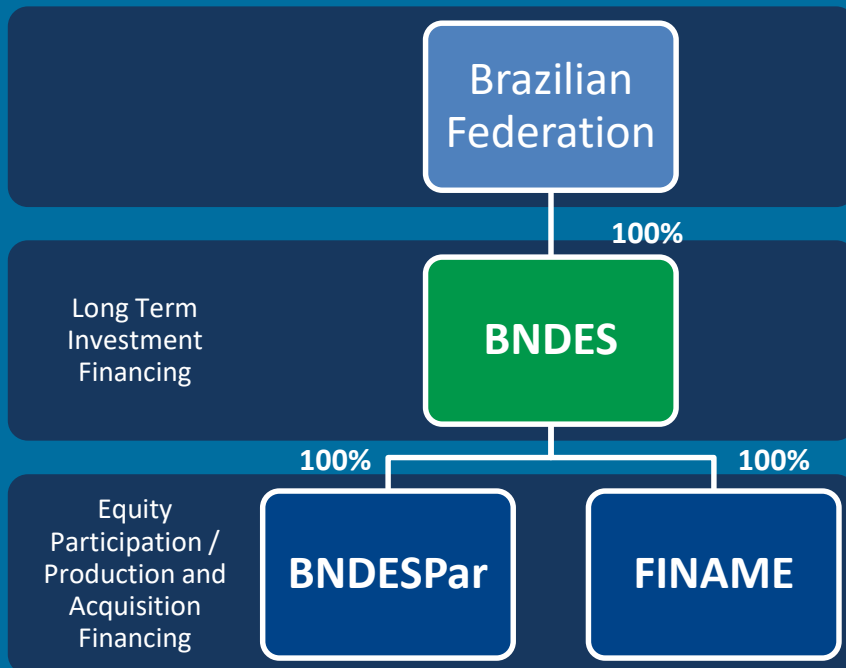 Brazilian
Federation
100%
Long Term
Investment
Financing
BNDES
100%
100%
Equity
Participation /
Production and
Acquisition
Financing
BNDESPar
FINAME